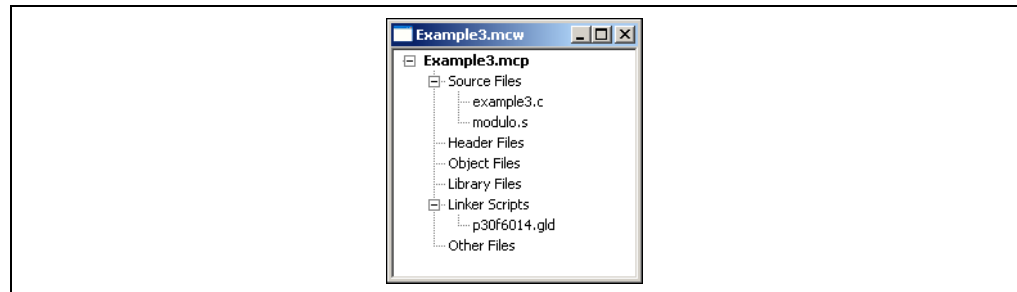 Example3.mcw
Example3.mcp
Source Files
example3.c
modulo.s
Header Files
Object Files
Library Files
Linker Scripts
p30f6014.gld
Other Files